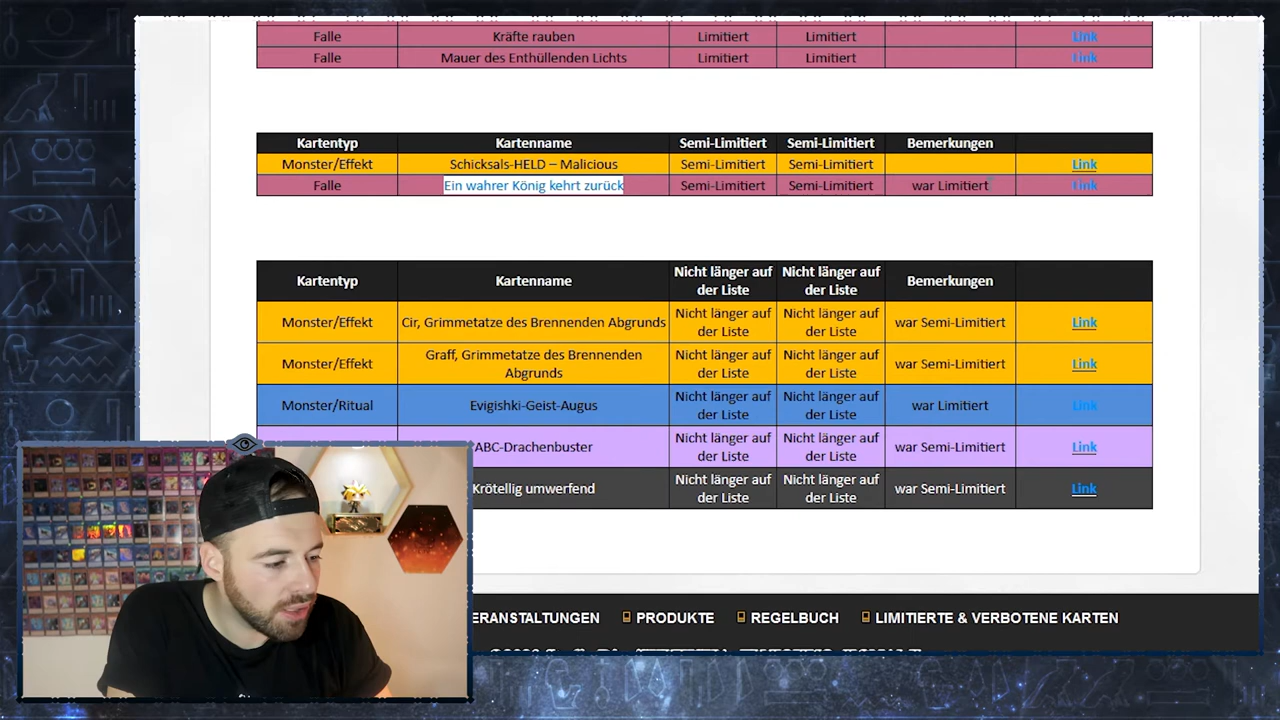 Falle Kräfte rauben Limitiert Limitiert Link
Falle Mauer des Enthüllenden Lichts Limitiert Limitiert Link
Kartentyp Kartenname Semi-Limitiert Semi-Limitiert Bemerkungen
Monster/Effekt Schicksals-HELD – Malicious Semi-Limitiert Semi-Limitiert Link
Falle Ein wahrer König kehrt zurück Semi-Limitiert Semi-Limitiert war Limitiert Link
Kartentyp Kartenname Nicht länger auf der Liste Nicht länger auf der Liste Bemerkungen
Monster/Effekt Cir, Grimmetatze des Brennenden Abgrunds Nicht länger auf der Liste Nicht länger auf der Liste war Semi-Limitiert Link
Monster/Effekt Graff, Grimmetatze des Brennenden Abgrunds Nicht länger auf der Liste Nicht länger auf der Liste war Semi-Limitiert Link
Monster/Ritual Evigishki-Geist-Augus Nicht länger auf der Liste Nicht länger auf der Liste war Limitiert Link
ABC-Drachenbuster Nicht länger auf der Liste Nicht länger auf der Liste war Semi-Limitiert Link
Krötellig umwerfend Nicht länger auf der Liste Nicht länger auf der Liste war Semi-Limitiert Link
ERANSTALTUNGEN PRODUKTE REGELBUCH LIMITIERTE & VERBOTENE KARTEN